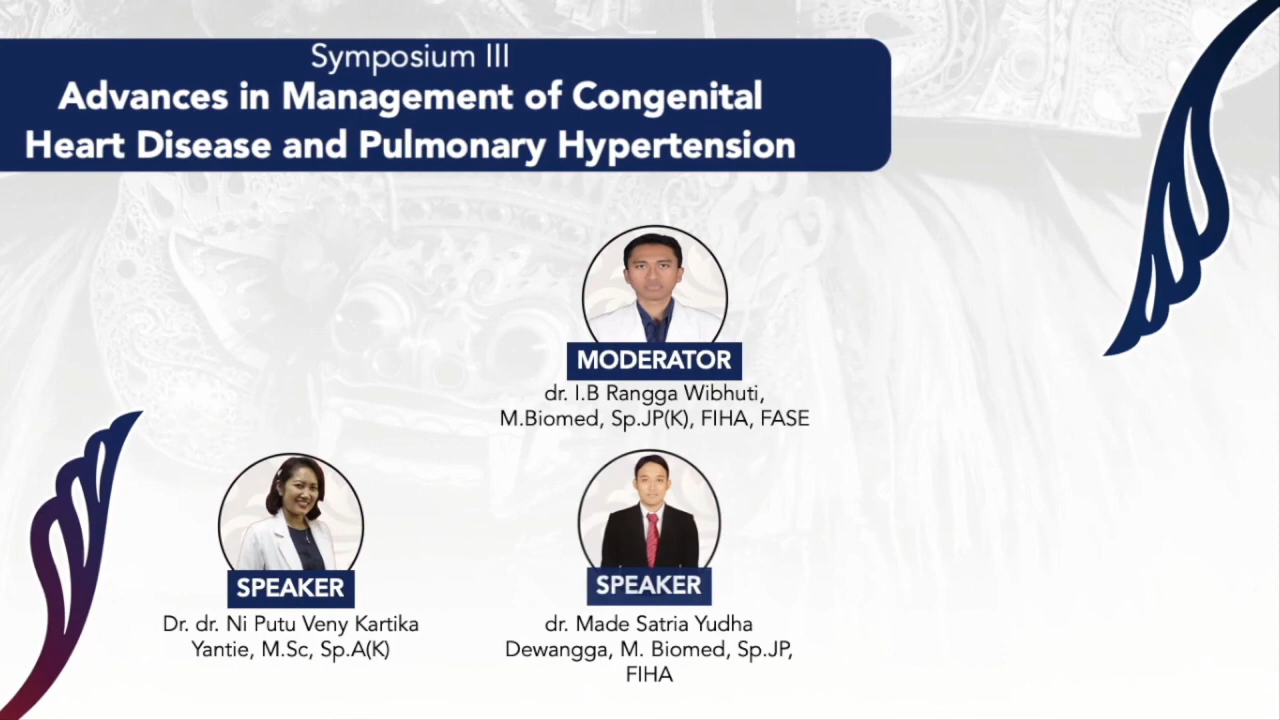 Symposium III
Advances in Management of Congenital
Heart Disease and Pulmonary Hypertension
MODERATOR
dr. I.B Rangga Wibhuti,
M.Biomed, Sp.JP(K), FIHA, FASE
SPEAKER
Dr. dr. Ni Putu Veny Kartika
Yantie, M.Sc, Sp.A(K)
SPEAKER
dr. Made Satria Yudha
Dewangga, M. Biomed, Sp.JP,
FIHA